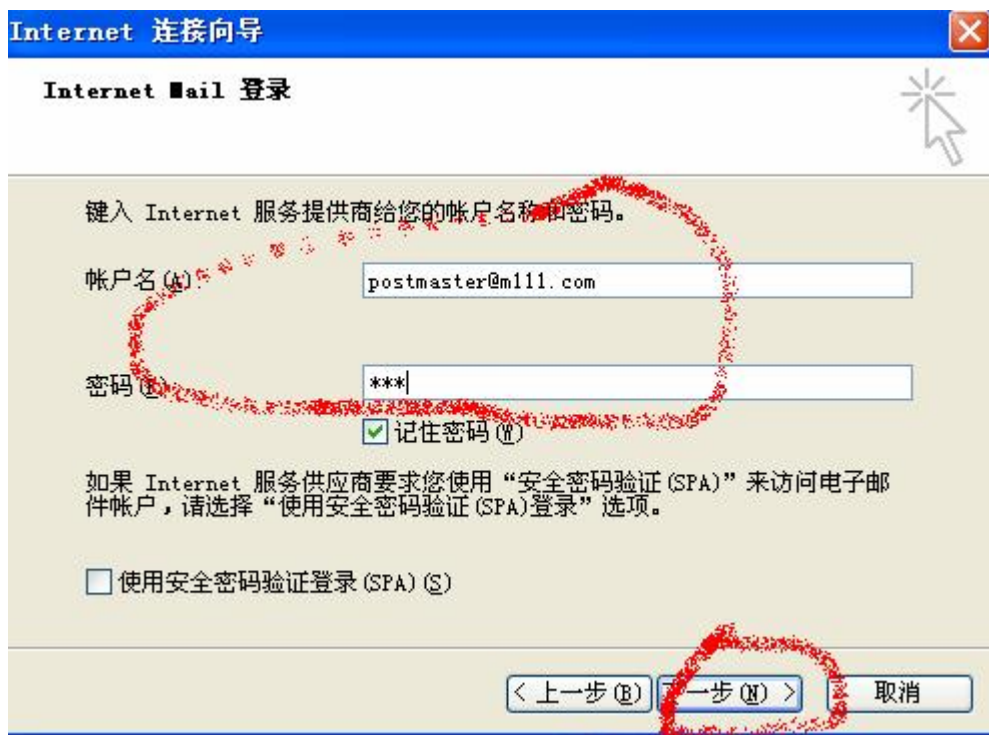 Internet 连接向导
Internet Mail 登录
键入 Internet 服务提供商给您的帐户名称和密码。
帐户名(A):
postmaster@m111.com
密码(P)
***
记住密码(W)
如果 Internet 服务供应商要求您使用“安全密码验证(SPA)”来访问电子邮
件帐户，请选择“使用安全密码验证(SPA)登录”选项。
使用安全密码验证登录(SPA)(S)
< 上一步(B)
下一步(N) >
取消